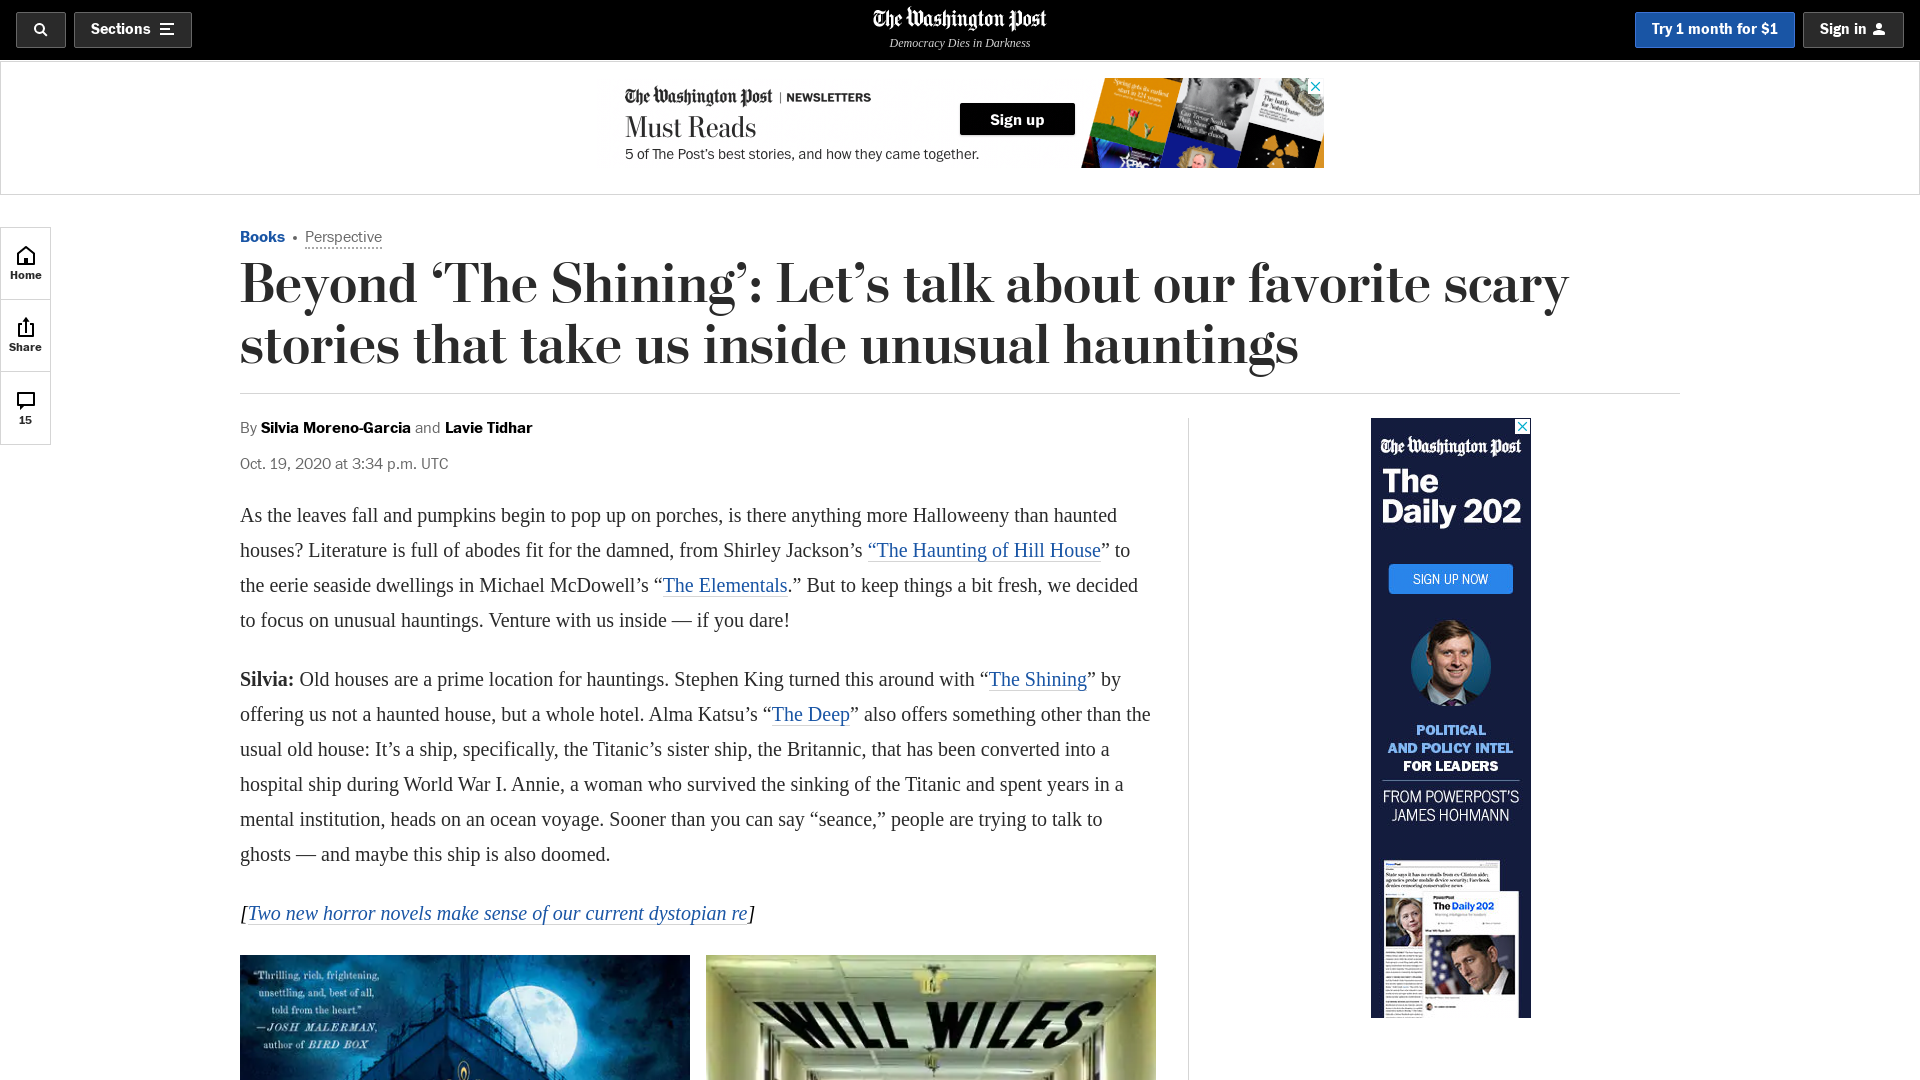 Sections
The Washington Post
Democracy Dies in Darkness
Try 1 month for $1
Sign in
The Washington Post | NEWSLETTERS
Must Reads
5 of The Post's best stories, and how they came together.
Sign up
Home
Share
15
Books • Perspective
Beyond ‘The Shining’: Let’s talk about our favorite scary
stories that take us inside unusual hauntings
By Silvia Moreno-Garcia and Lavie Tidhar
Oct. 19, 2020 at 3:34 p.m. UTC
As the leaves fall and pumpkins begin to pop up on porches, is there anything more Halloweeny than haunted
houses? Literature is full of abodes fit for the damned, from Shirley Jackson’s “The Haunting of Hill House” to
the eerie seaside dwellings in Michael McDowell’s “The Elementals.” But to keep things a bit fresh, we decided
to focus on unusual hauntings. Venture with us inside — if you dare!
Silvia: Old houses are a prime location for hauntings. Stephen King turned this around with “The Shining” by
offering us not a haunted house, but a whole hotel. Alma Katsu’s “The Deep” also offers something other than the
usual old house: It’s a ship, specifically, the Titanic’s sister ship, the Britannic, that has been converted into a
hospital ship during World War I. Annie, a woman who survived the sinking of the Titanic and spent years in a
mental institution, heads on an ocean voyage. Sooner than you can say “seance,” people are trying to talk to
ghosts — and maybe this ship is also doomed.
[Two new horror novels make sense of our current dystopian re]
“Thrilling, rich, frightening,
unsettling, and, best of all,
told from the heart.”
—JOSH MALERMAN,
author of BIRD BOX
WILL WILES
The Washington Post
The
Daily 202
SIGN UP NOW
POLITICAL
AND POLICY INTEL
FOR LEADERS
FROM POWERPOST’S
JAMES HOHMANN
The Daily 202